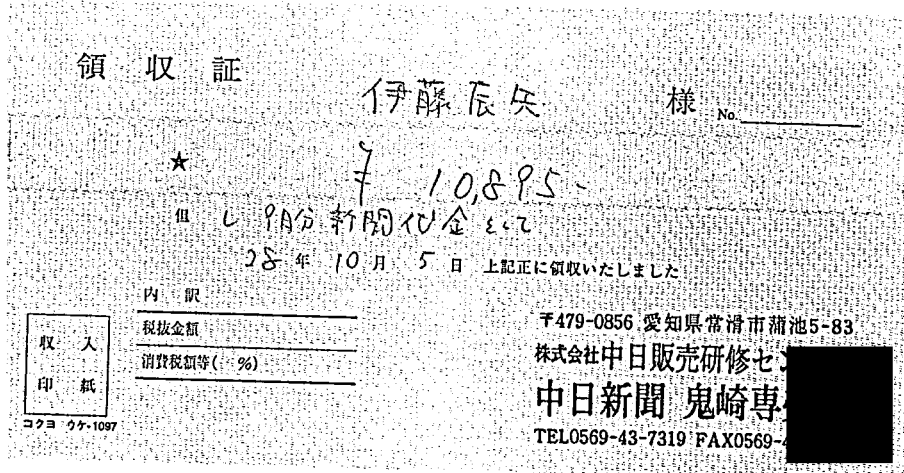 領収証
伊藤辰矢 様 No.
★ ¥10,895-
但し 9月分新聞代金として
28年10月5日 上記正に領収いたしました
内訳
税抜金額
消費税額等( %)
収入
印紙
コクヨ ウケ-1097
〒479-0856 愛知県常滑市蒲池5-83
株式会社中日販売研修セン
中日新聞 鬼崎専
TEL0569-43-7319 FAX0569-4